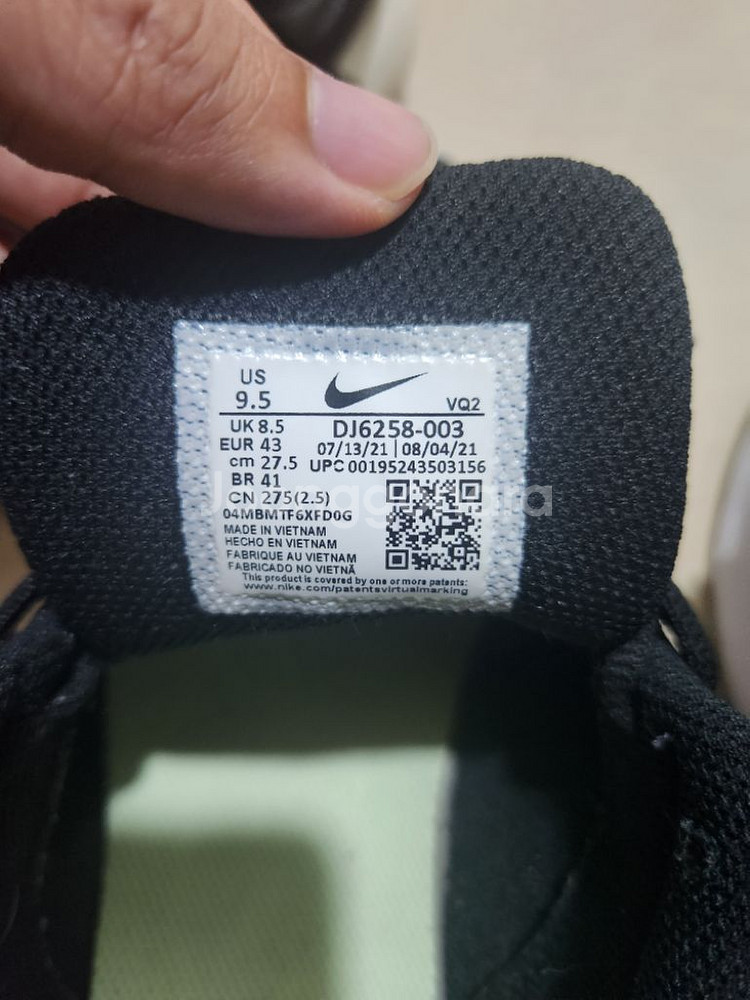 US
9.5
VQ2
UK 8.5
DJ6258-003
EUR 43
07/13/21 | 08/04/21
cm 27.5
UPC 00195243503156
BR 41
CN 275(2.5)
04MBMTF6XFD0G
MADE IN VIETNAM
HECHO EN VIETNAM
FABRIQUE AU VIETNAM
FABRICADO NO VIETNÃ
This product is covered by one or more patents:
www.nike.com/patentsvirtualmarking